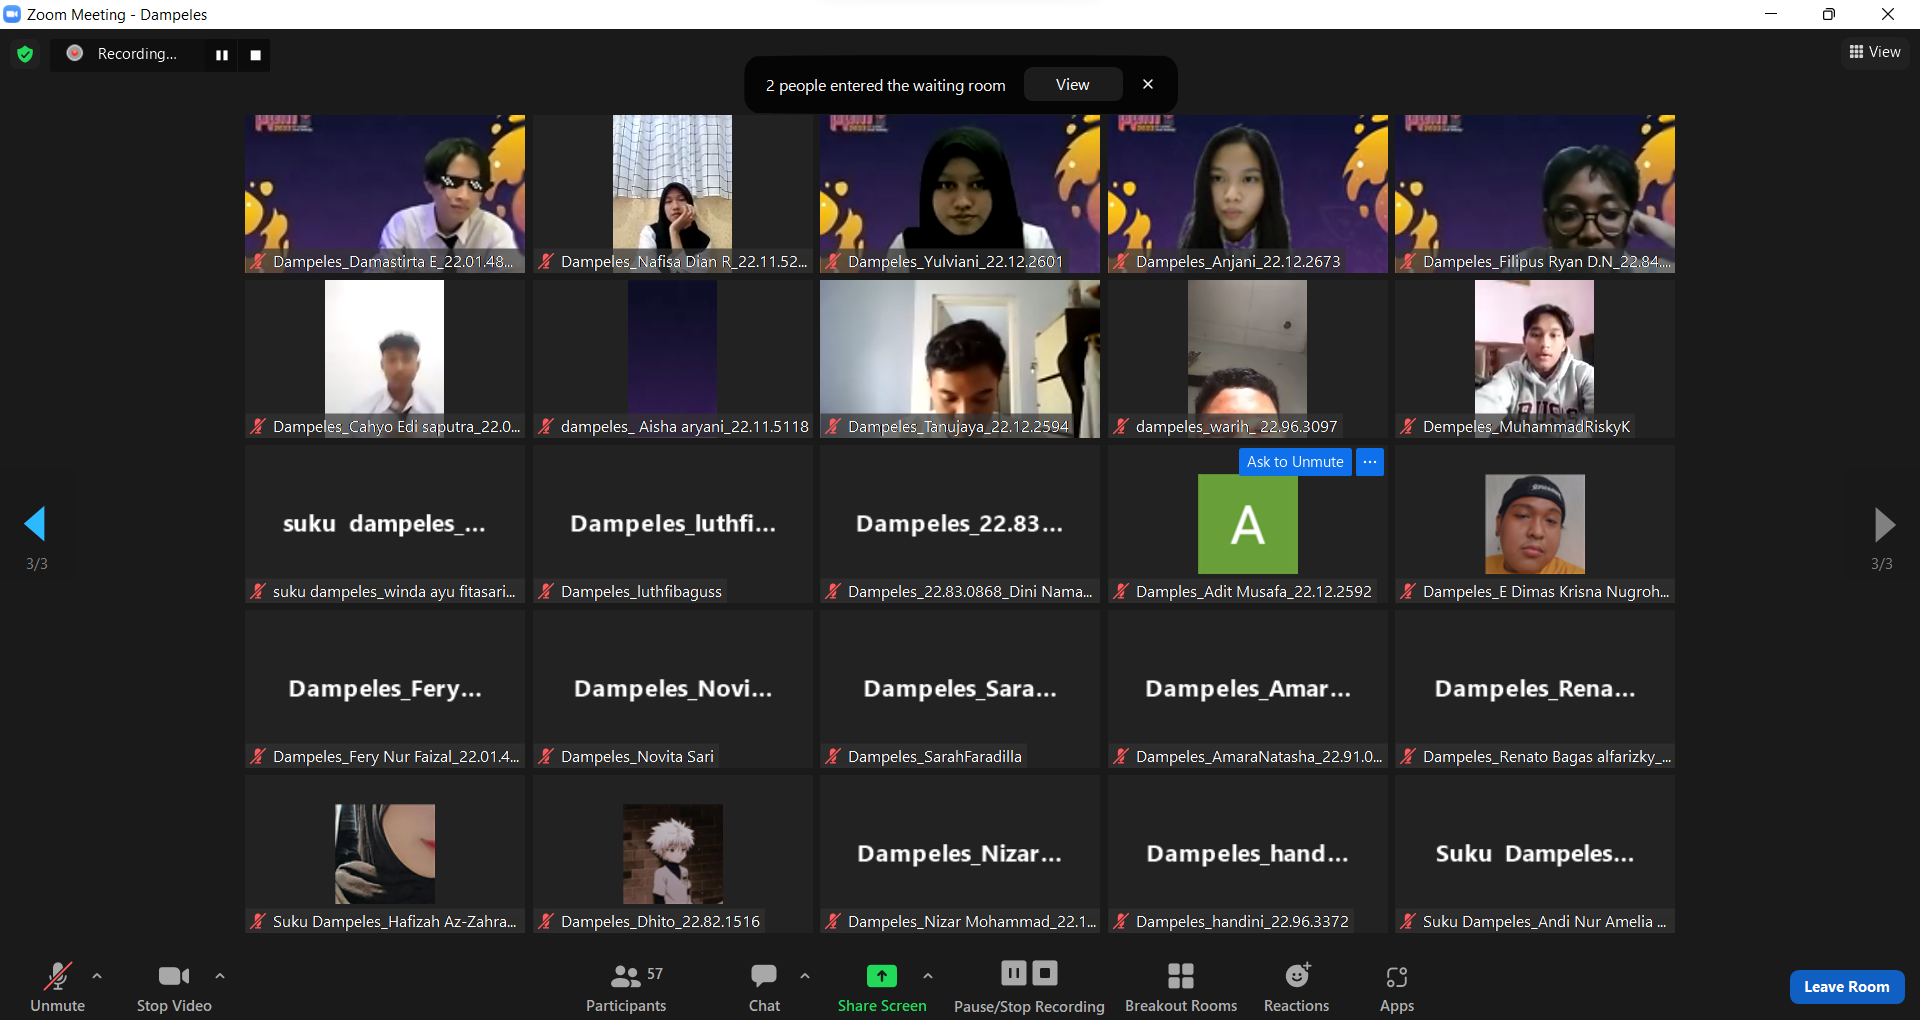 Zoom Meeting - Dampeles
Recording...
View
2 people entered the waiting room
View
Dampeles_Damastirta E_22.01.48...
Dampeles_Nafisa Dian R_22.11.52...
Dampeles_Yulviani_22.12.2601
Dampeles_Anjani_22.12.2673
Dampeles_Filipus Ryan D.N_22.84....
Dampeles_Cahyo Edi saputra_22.0...
dampeles_ Aisha aryani_22.11.5118
Dampeles_Tanujaya_22.12.2594
dampeles_warih_ 22.96.3097
Dempeles_MuhammadRiskyK
Ask to Unmute
...
suku dampeles_...
Dampeles_luthfi...
Dampeles_22.83...
A
suku dampeles_winda ayu fitasari...
Dampeles_luthfibaguss
Dampeles_22.83.0868_Dini Nama...
Damples_Adit Musafa_22.12.2592
Dampeles_E Dimas Krisna Nugroh...
3/3
3/3
Dampeles_Fery...
Dampeles_Novi...
Dampeles_Sara...
Dampeles_Amar...
Dampeles_Rena...
Dampeles_Fery Nur Faizal_22.01.4...
Dampeles_Novita Sari
Dampeles_SarahFaradilla
Dampeles_AmaraNatasha_22.91.0...
Dampeles_Renato Bagas alfarizky_...
Dampeles_Nizar...
Dampeles_hand...
Suku Dampeles...
Suku Dampeles_Hafizah Az-Zahra...
Dampeles_Dhito_22.82.1516
Dampeles_Nizar Mohammad_22.1...
Dampeles_handini_22.96.3372
Suku Dampeles_Andi Nur Amelia ...
57
Unmute
Stop Video
Participants
Chat
Share Screen
Pause/Stop Recording
Breakout Rooms
Reactions
Apps
Leave Room